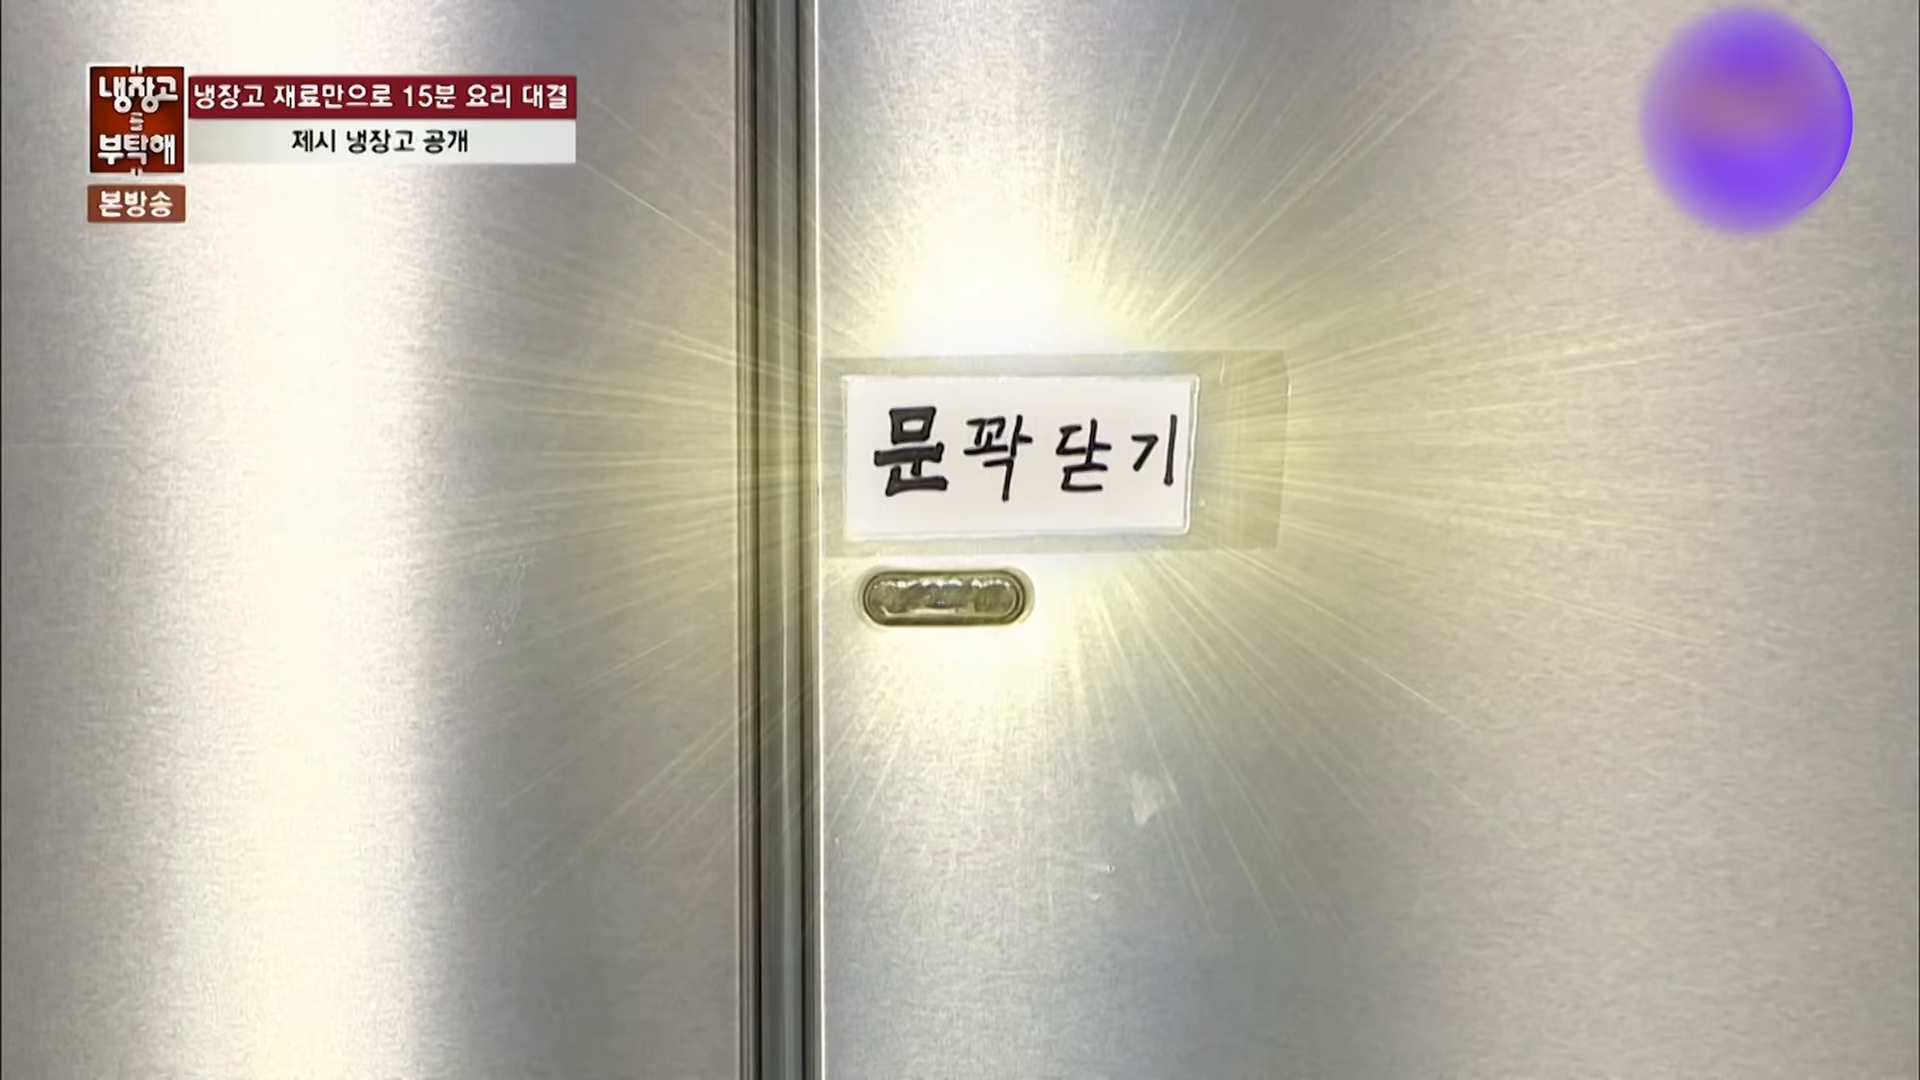 냉장고
를
부탁해
냉장고 재료만으로 15분 요리 대결
제시 냉장고 공개
본방송
문 꽉 닫기